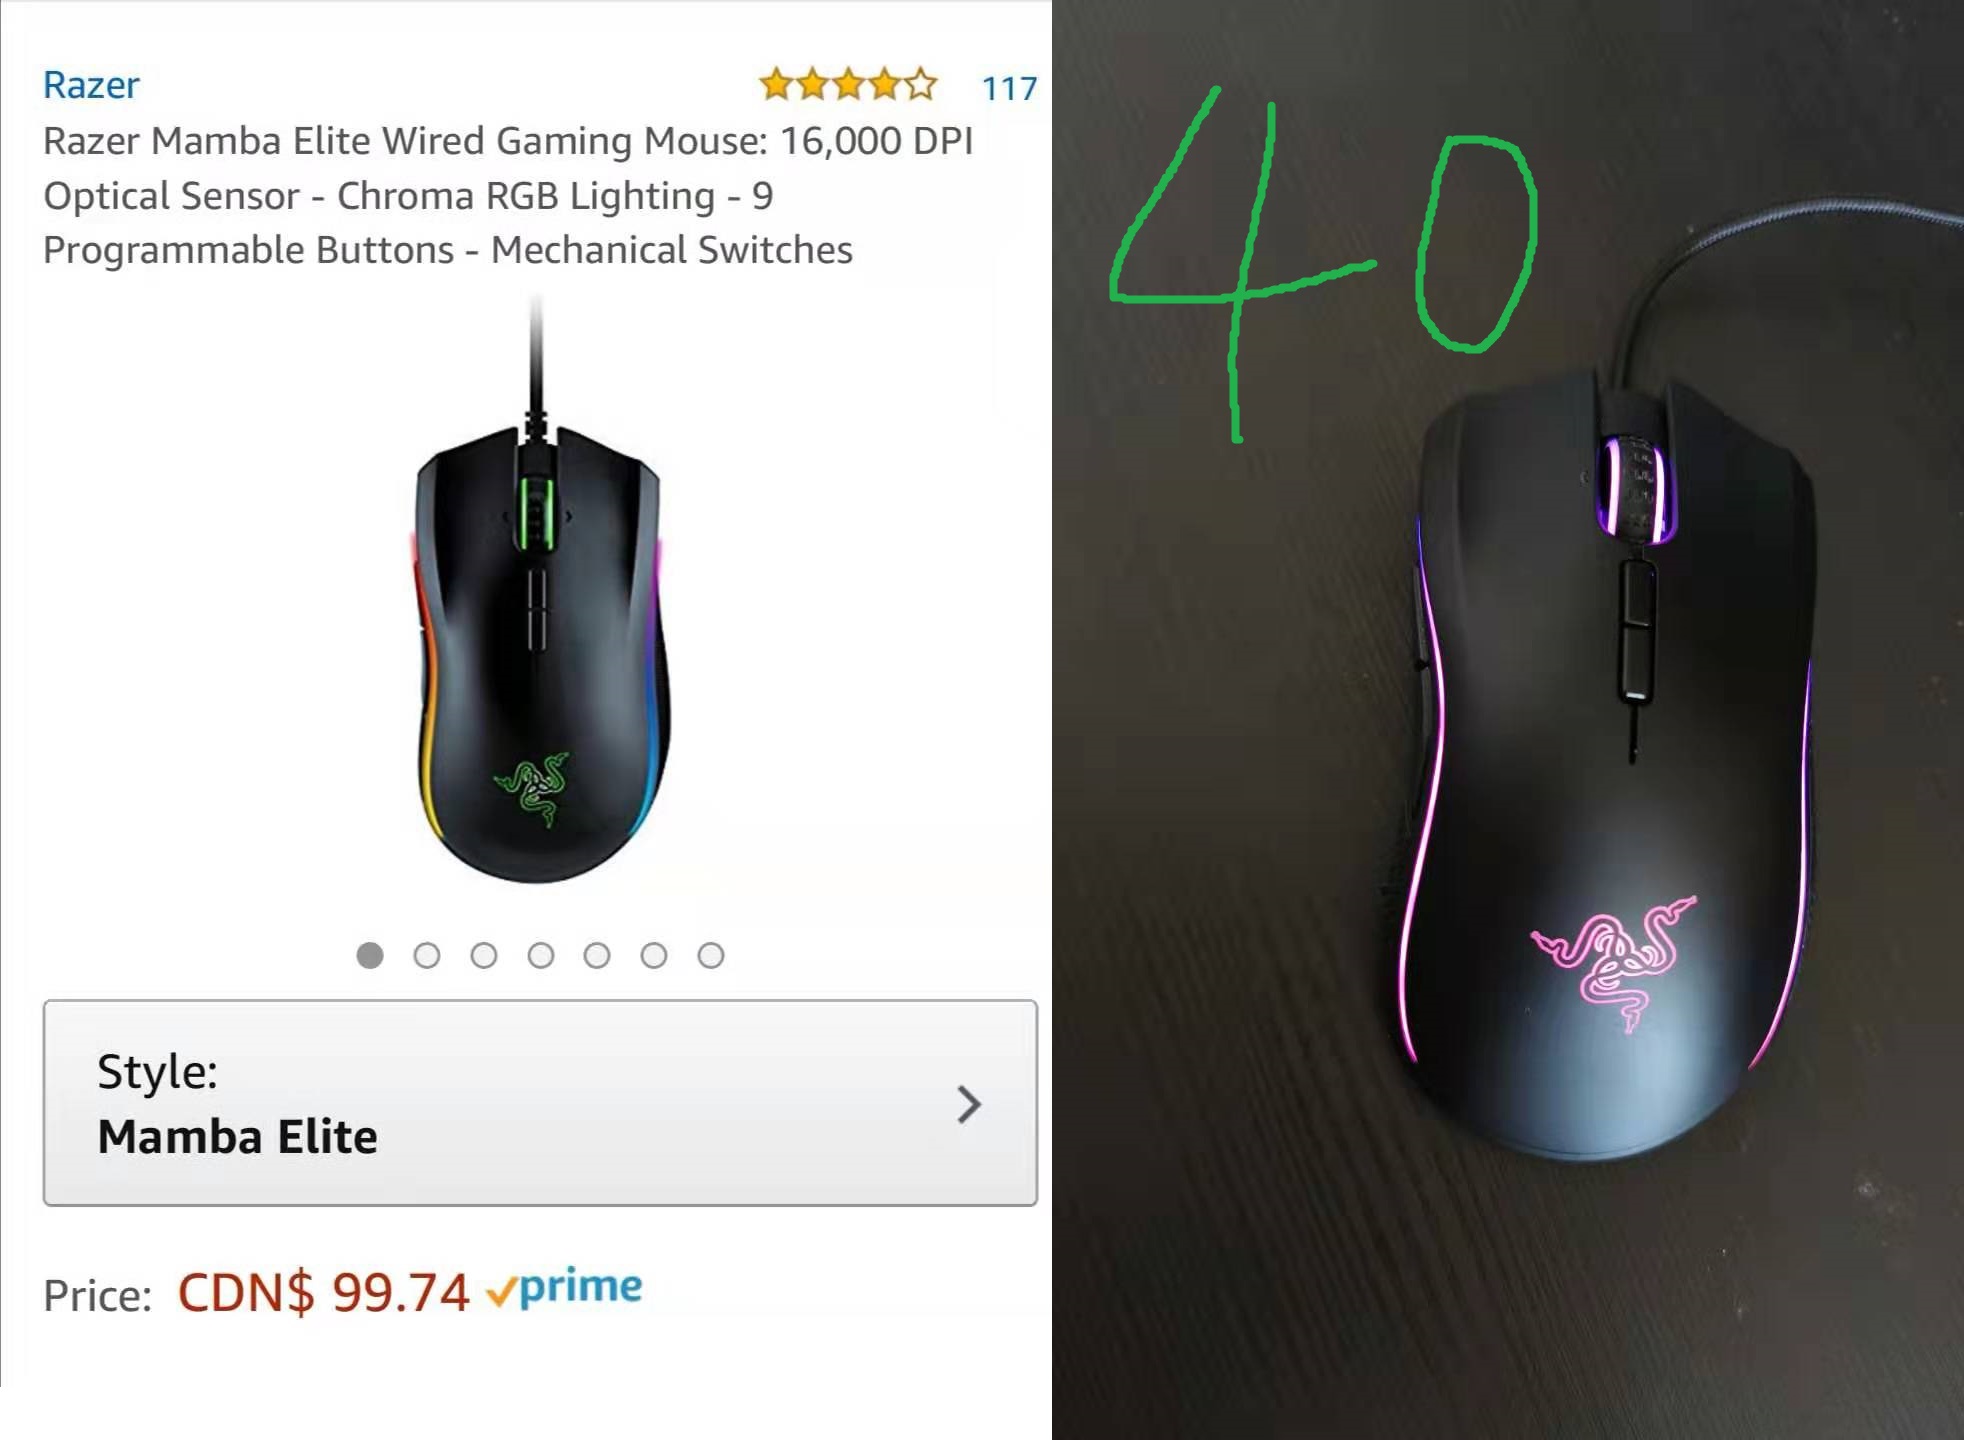 Razer 117
Razer Mamba Elite Wired Gaming Mouse: 16,000 DPI
Optical Sensor - Chroma RGB Lighting - 9
Programmable Buttons - Mechanical Switches
Style:
Mamba Elite
Price: CDN$ 99.74 prime
40